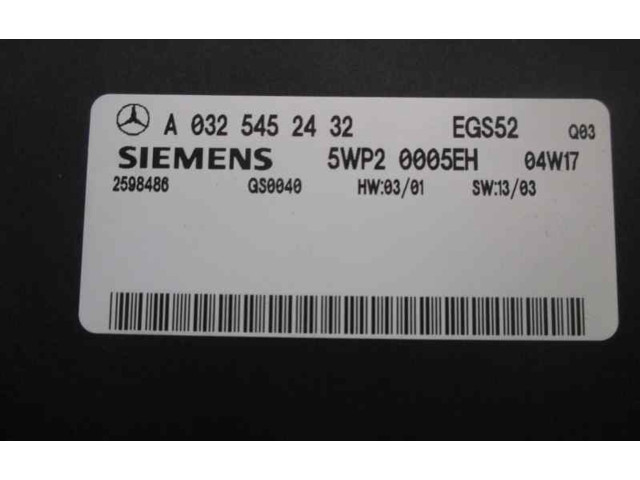 A 032 545 24 32 EGS52 Q03
SIEMENS 5WP2 0005EH 04W17
2598486 GS0040 HW:03/01 SW:13/03